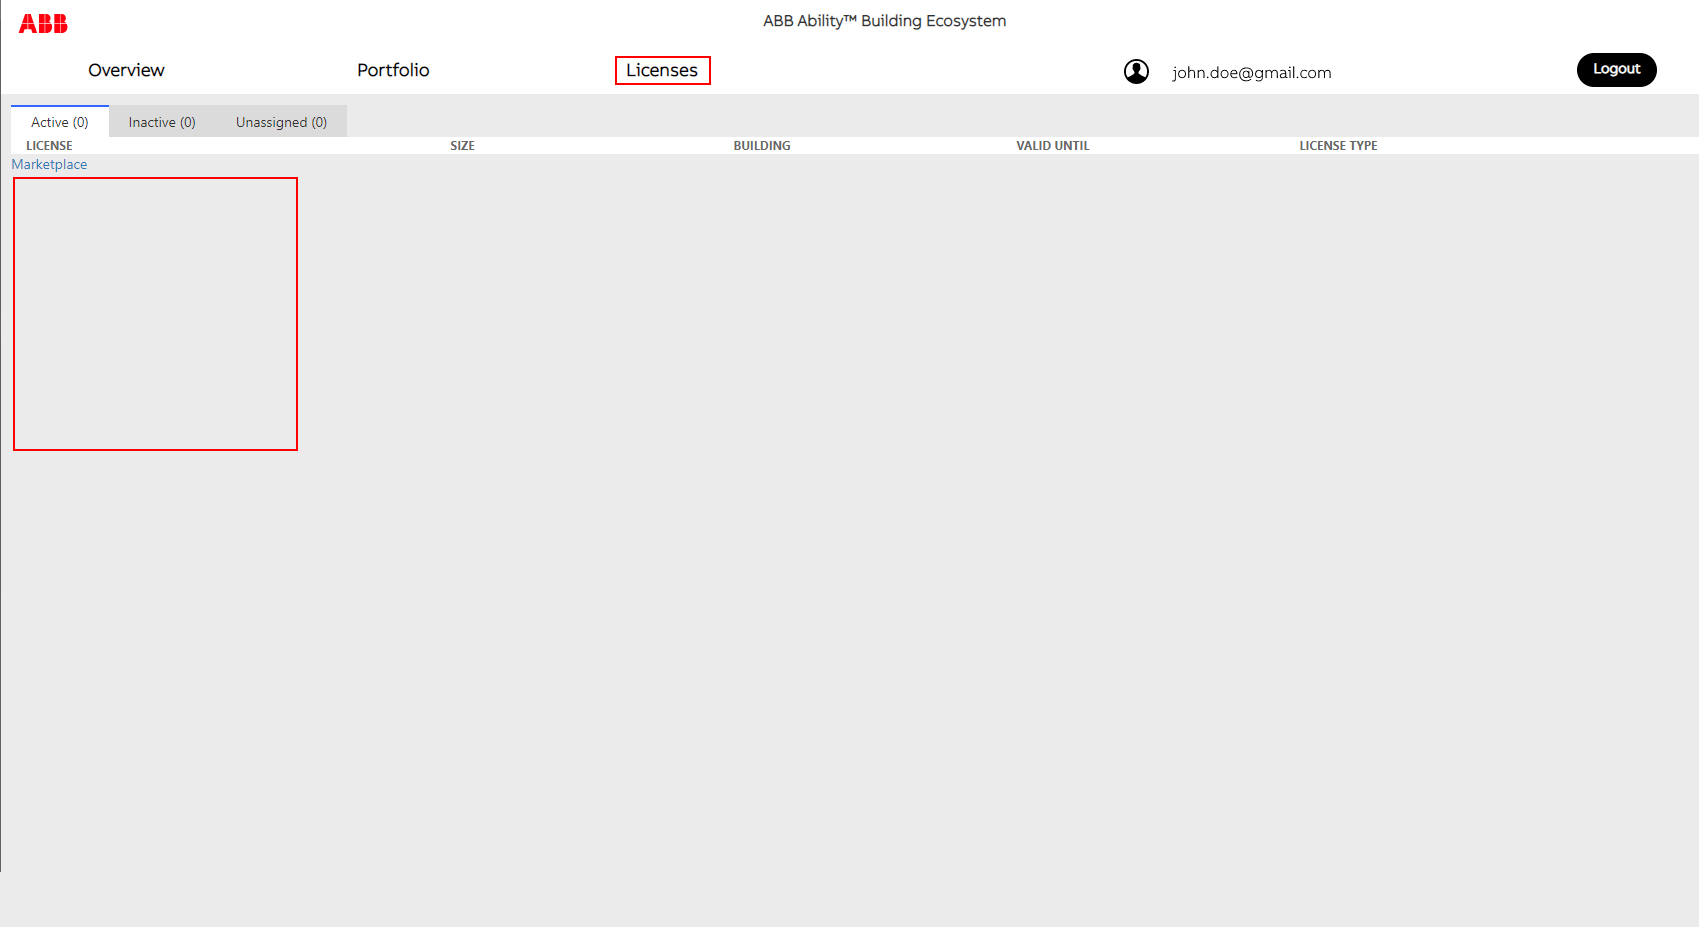 ABB
ABB Ability™ Building Ecosystem
Overview Portfolio Licenses john.doe@gmail.com Logout
Active (0) Inactive (0) Unassigned (0)
LICENSE SIZE BUILDING VALID UNTIL LICENSE TYPE
Marketplace